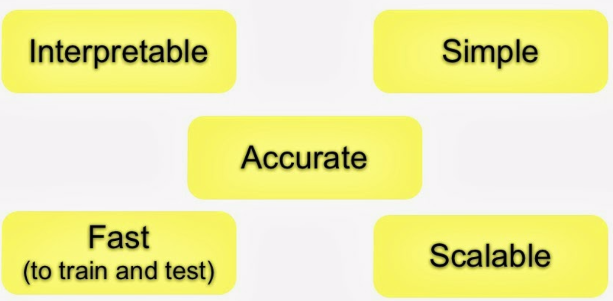 Interpretable
Simple
Accurate
Fast
(to train and test)
Scalable